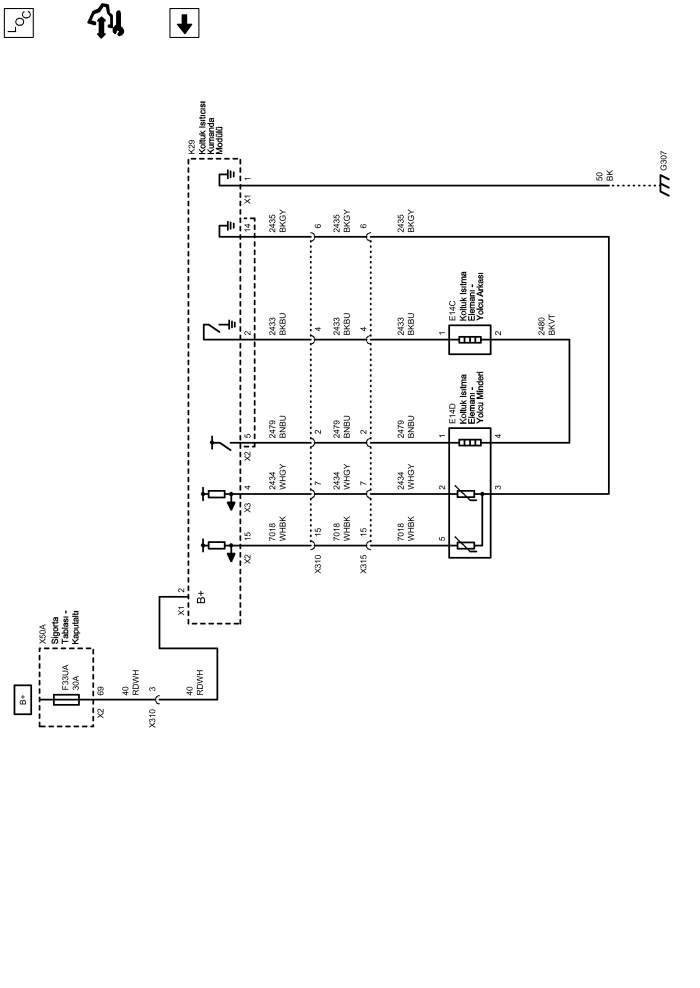 LOC
B+
X50A
Sigorta
Tablası -
Kaputaltı
F33UA
30A
X2
69
40
RDWH
X310
3
40
RDWH
X1
2
K29
Koltuk Isıtıcısı
Kumanda
Modülü
B+
X2
15
X3
4
X2
5
2
14
X1
1
7018
WHBK
2434
WHGY
2479
BNBU
2433
BKBU
2435
BKGY
X310
15
7
2
4
6
7018
WHBK
2434
WHGY
2479
BNBU
2433
BKBU
2435
BKGY
X315
15
7
2
4
6
7018
WHBK
2434
WHGY
2479
BNBU
2433
BKBU
2435
BKGY
5
2
1
E14D
Koltuk Isıtma
Elemanı -
Yolcu Minderi
3
4
1
E14C
Koltuk Isıtma
Elemanı -
Yolcu Arkası
2
2480
BKVT
50
BK
G307